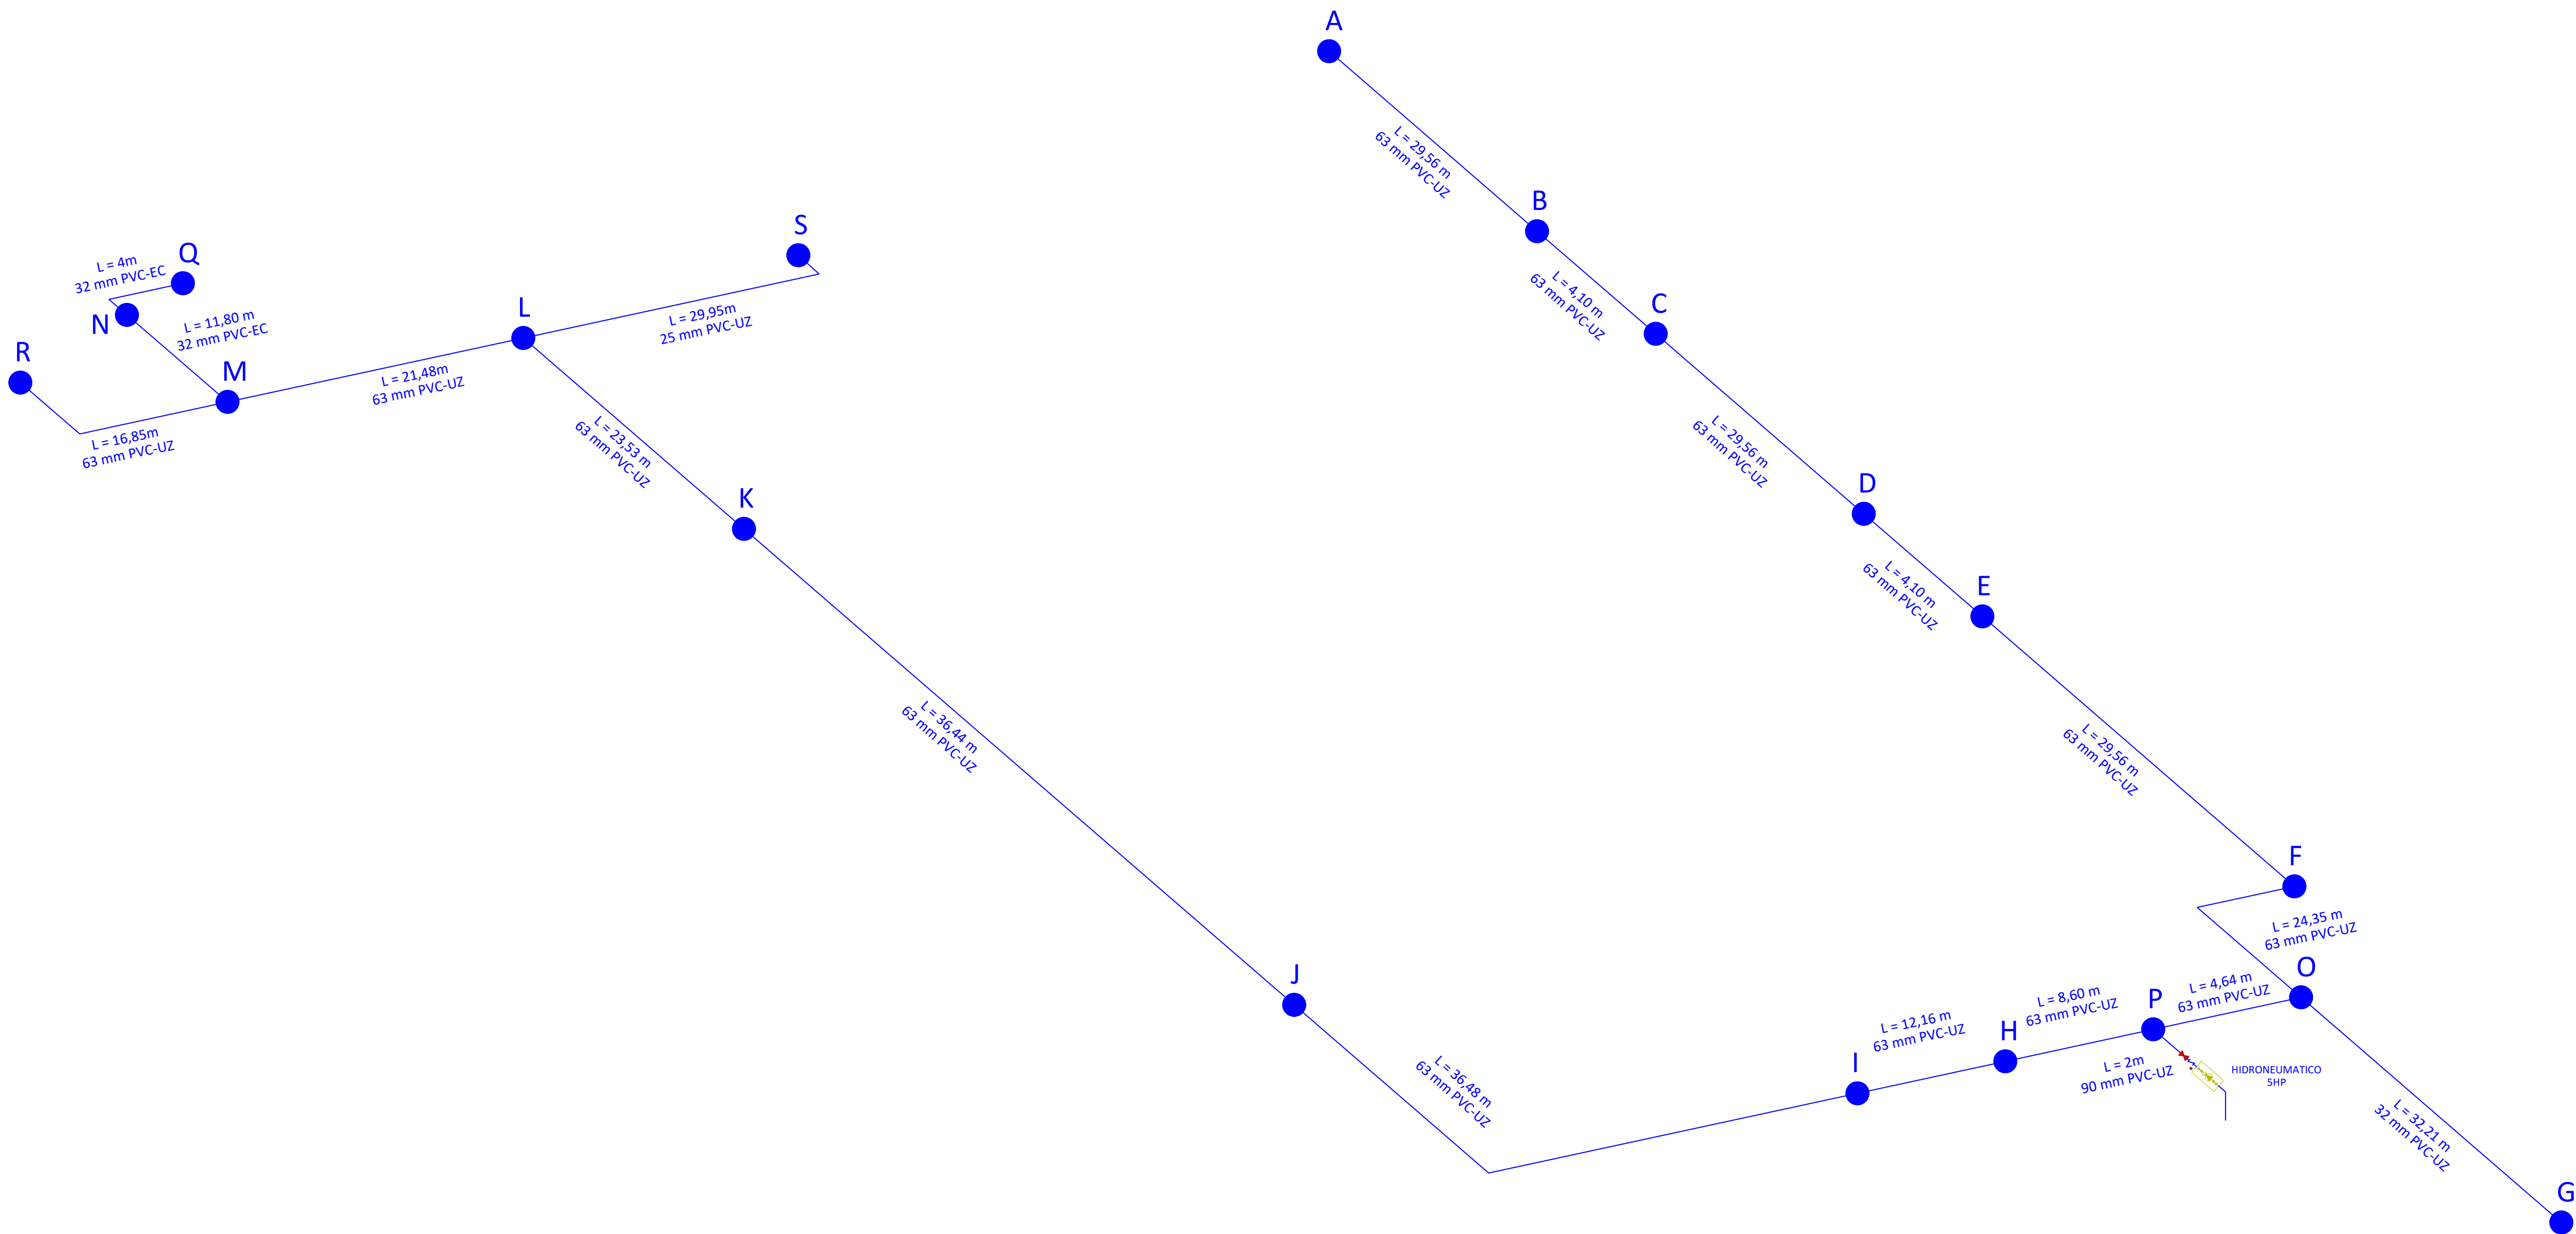 A
L = 29,56 m
63 mm PVC-UZ
B
L = 4,10 m
63 mm PVC-UZ
C
L = 29,56 m
63 mm PVC-UZ
D
L = 4,10 m
63 mm PVC-UZ
E
L = 29,56 m
63 mm PVC-UZ
F
L = 24,35 m
63 mm PVC-UZ
O
L = 4,64 m
63 mm PVC-UZ
P
L = 2m
90 mm PVC-UZ
HIDRONEUMATICO
5HP
L = 32,21 m
32 mm PVC-UZ
G
L = 8,60 m
63 mm PVC-UZ
H
L = 12,16 m
63 mm PVC-UZ
I
L = 36,48 m
63 mm PVC-UZ
J
L = 36,44 m
63 mm PVC-UZ
K
L = 23,53 m
63 mm PVC-UZ
L
L = 29,95m
25 mm PVC-UZ
S
L = 21,48m
63 mm PVC-UZ
M
L = 11,80 m
32 mm PVC-EC
N
L = 4m
32 mm PVC-EC
Q
L = 16,85m
63 mm PVC-UZ
R